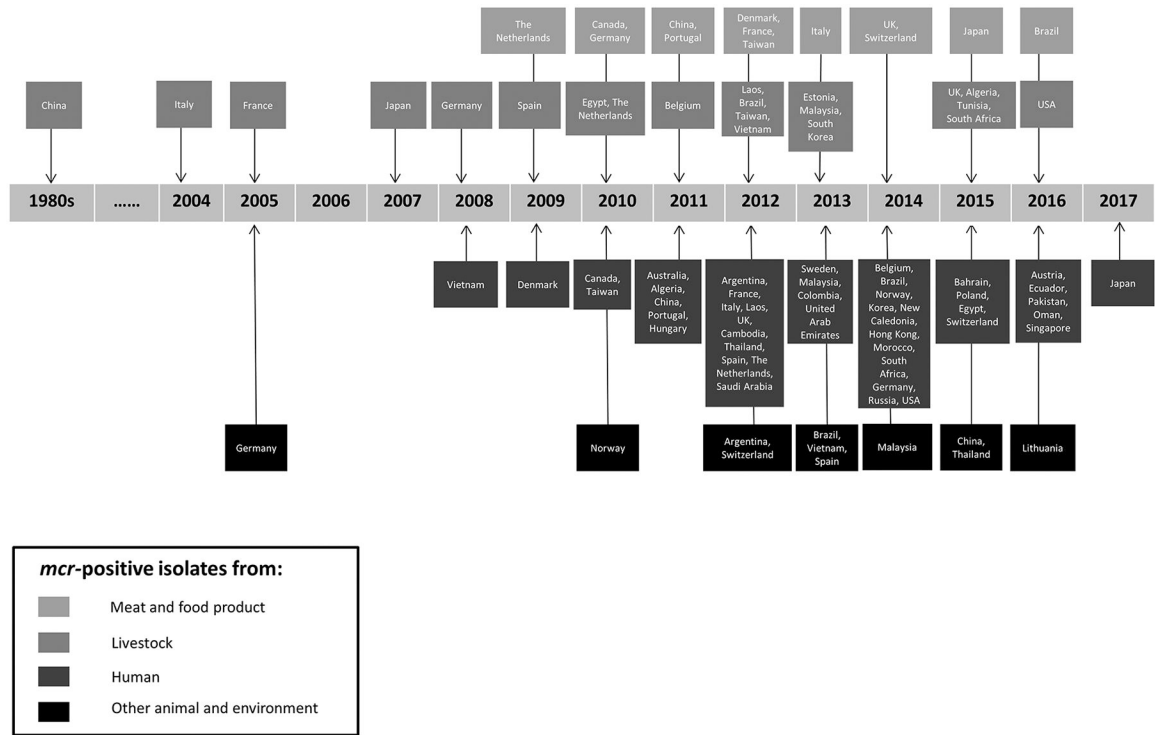 The
Netherlands
Canada,
Germany
China,
Portugal
Denmark,
France,
Taiwan
Italy
UK,
Switzerland
Japan
Brazil
China
Italy
France
Japan
Germany
Spain
Egypt, The
Netherlands
Belgium
Laos,
Brazil,
Taiwan,
Vietnam
Estonia,
Malaysia,
South
Korea
UK, Algeria,
Tunisia,
South Africa
USA
1980s
......
2004
2005
2006
2007
2008
2009
2010
2011
2012
2013
2014
2015
2016
2017
Vietnam
Denmark
Canada,
Taiwan
Australia,
Algeria,
China,
Portugal,
Hungary
Argentina,
France,
Italy, Laos,
UK,
Cambodia,
Thailand,
Spain, The
Netherlands,
Saudi Arabia
Sweden,
Malaysia,
Colombia,
United
Arab
Emirates
Belgium,
Brazil,
Norway,
Korea, New
Caledonia,
Hong Kong,
Morocco,
South
Africa,
Germany,
Russia, USA
Bahrain,
Poland,
Egypt,
Switzerland
Austria,
Ecuador,
Pakistan,
Oman,
Singapore
Japan
Germany
Norway
Argentina,
Switzerland
Brazil,
Vietnam,
Spain
Malaysia
China,
Thailand
Lithuania
mcr-positive isolates from:
Meat and food product
Livestock
Human
Other animal and environment